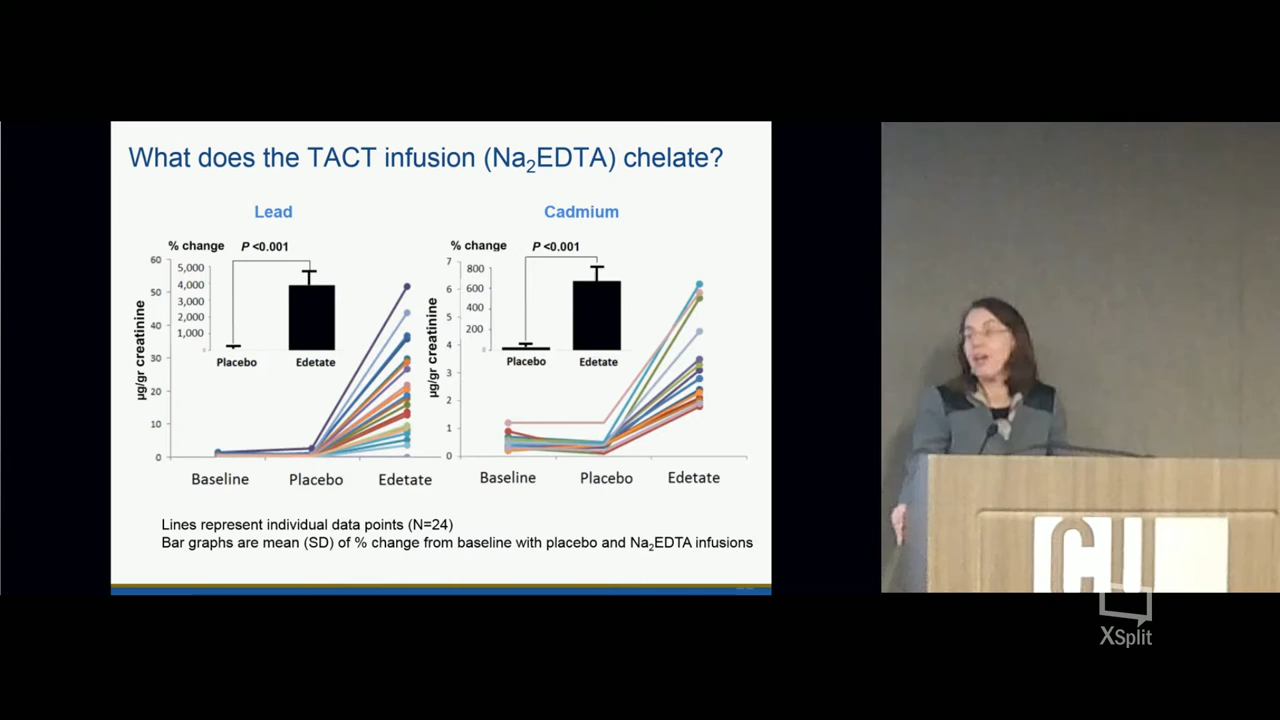 What does the TACT infusion (Na₂EDTA) chelate?
Lead
% change P <0.001
5,000
4,000
3,000
2,000
1,000
Placebo Edetate
60
50
40
30
20
10
0
µg/gr creatinine
Baseline Placebo Edetate
Cadmium
% change P <0.001
800
600
400
200
Placebo Edetate
7
6
5
4
3
2
1
0
µg/gr creatinine
Baseline Placebo Edetate
Lines represent individual data points (N=24)
Bar graphs are mean (SD) of % change from baseline with placebo and Na₂EDTA infusions
CU
XSplit